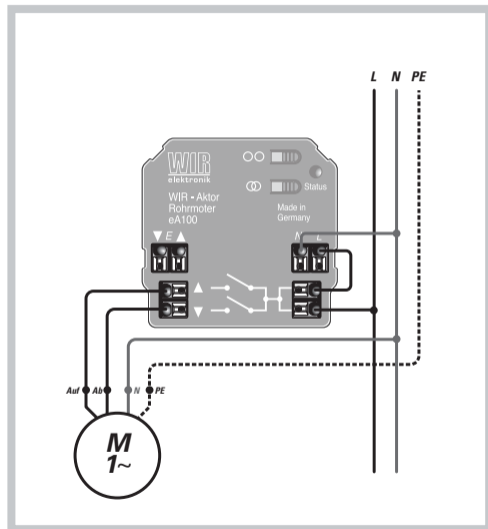 L N PE
WIR
elektronik
Status
WIR - Aktor
Rohrmoter
eA100
Made in
Germany
▼ E ▲
N L
▲
▼
Auf Ab N PE
M
1~